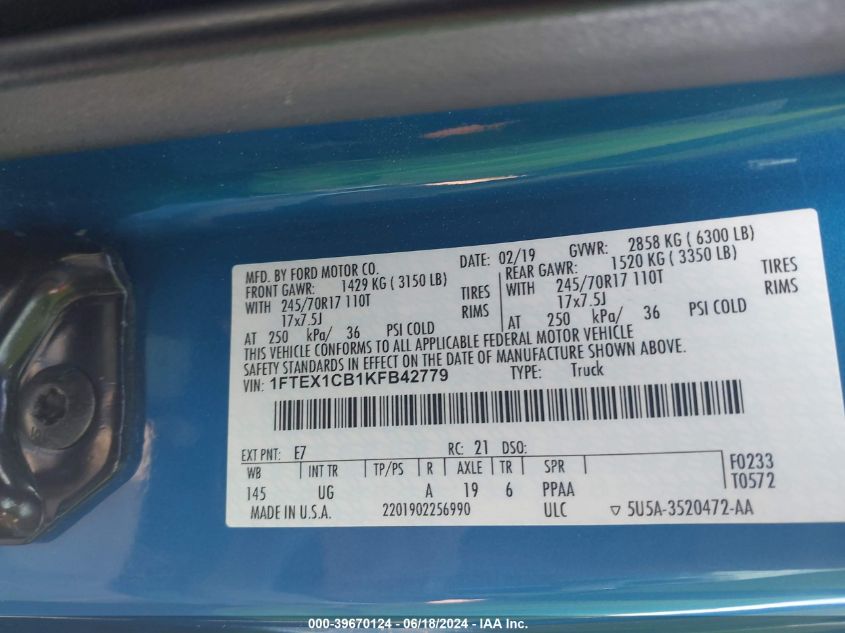 MFD. BY FORD MOTOR CO. DATE: 02/19 GVWR: 2858 KG ( 6300 LB)
FRONT GAWR: 1429 KG ( 3150 LB) REAR GAWR: 1520 KG ( 3350 LB)
WITH 245/70R17 110T TIRES WITH 245/70R17 110T TIRES
17x7.5J RIMS 17x7.5J RIMS
AT 250 kPa/ 36 PSI COLD AT 250 kPa/ 36 PSI COLD
THIS VEHICLE CONFORMS TO ALL APPLICABLE FEDERAL MOTOR VEHICLE
SAFETY STANDARDS IN EFFECT ON THE DATE OF MANUFACTURE SHOWN ABOVE.
VIN: 1FTEX1CB1KFB42779 TYPE: Truck
EXT PNT: E7 RC: 21 DSO:
WB INT TR TP/PS R AXLE TR SPR F0233
145 UG A 19 6 PPAA T0572
MADE IN U.S.A. 2201902256990 ULC ▽ 5U5A-3520472-AA
000-39670124 - 06/18/2024 - IAA Inc.